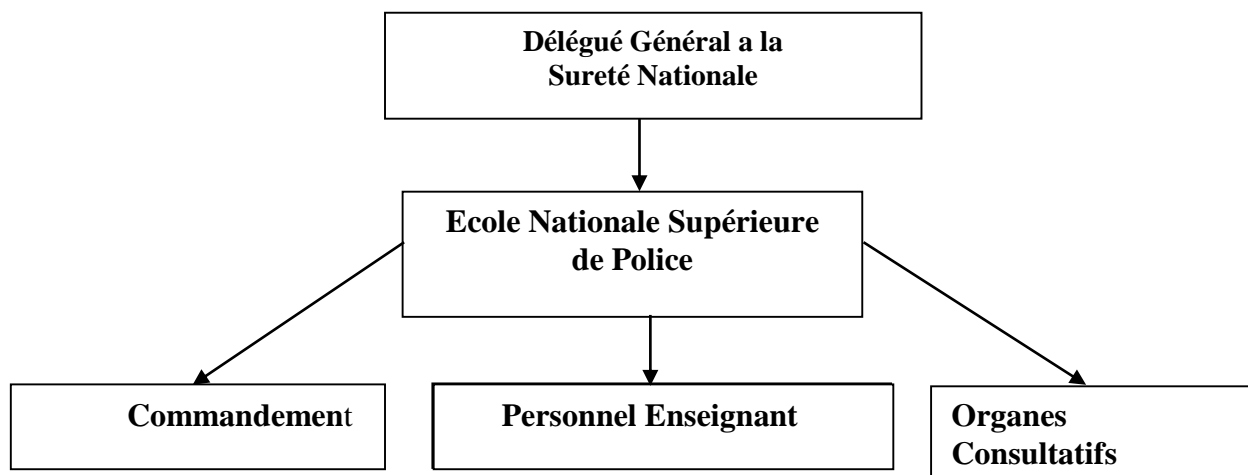 Délégué Général a la
Sureté Nationale
Ecole Nationale Supérieure
de Police
Commandement
Personnel Enseignant
Organes
Consultatifs